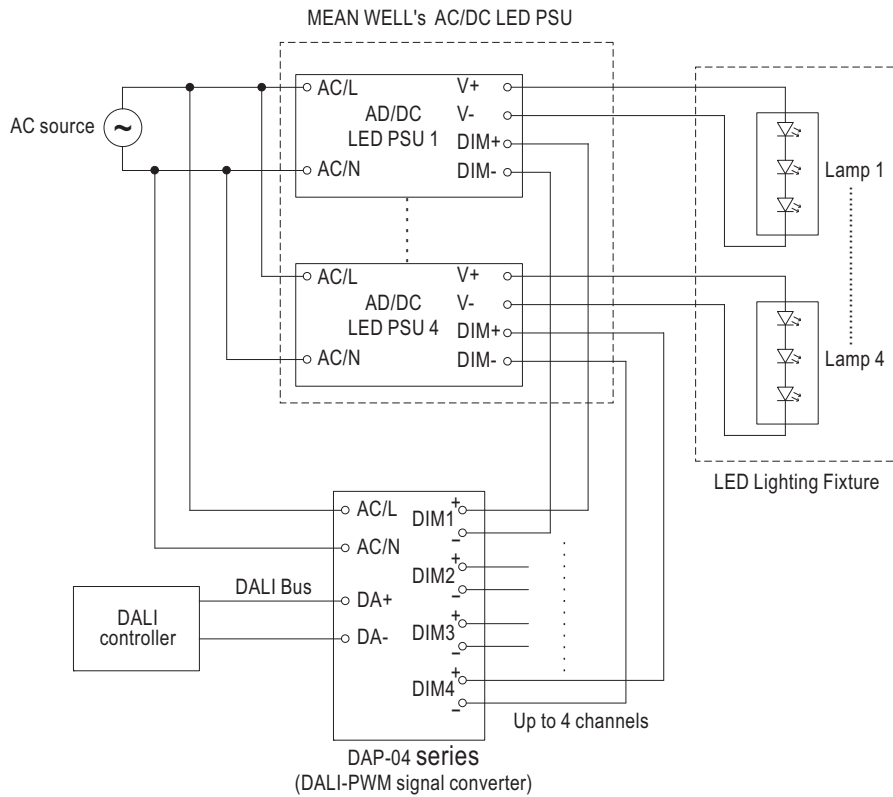 MEAN WELL's AC/DC LED PSU
AC source
~
AC/L
AD/DC
LED PSU 1
AC/N
V+
V-
DIM+
DIM-
AC/L
AD/DC
LED PSU 4
AC/N
V+
V-
DIM+
DIM-
Lamp 1
Lamp 4
LED Lighting Fixture
AC/L
AC/N
DA+
DA-
DIM1
+
−
DIM2
+
−
DIM3
+
−
DIM4
+
−
DALI Bus
DALI
controller
Up to 4 channels
DAP-04 series
(DALI-PWM signal converter)